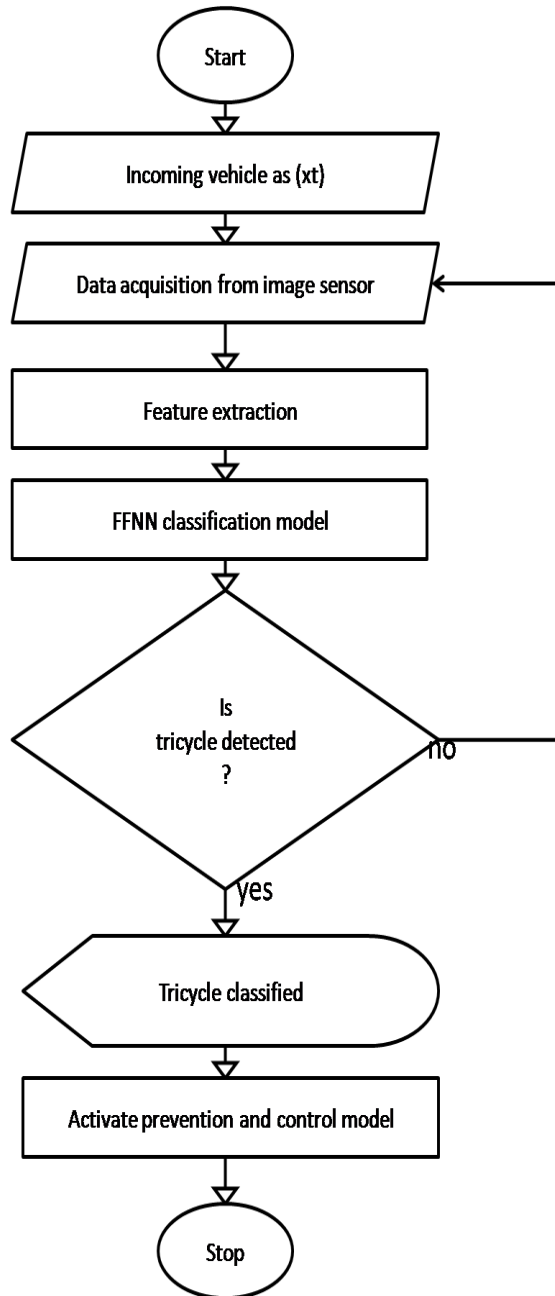 Start
Incoming vehicle as (xt)
Data acquisition from image sensor
Feature extraction
FFNN classification model
Is
tricycle detected
?
no
yes
Tricycle classified
Activate prevention and control model
Stop